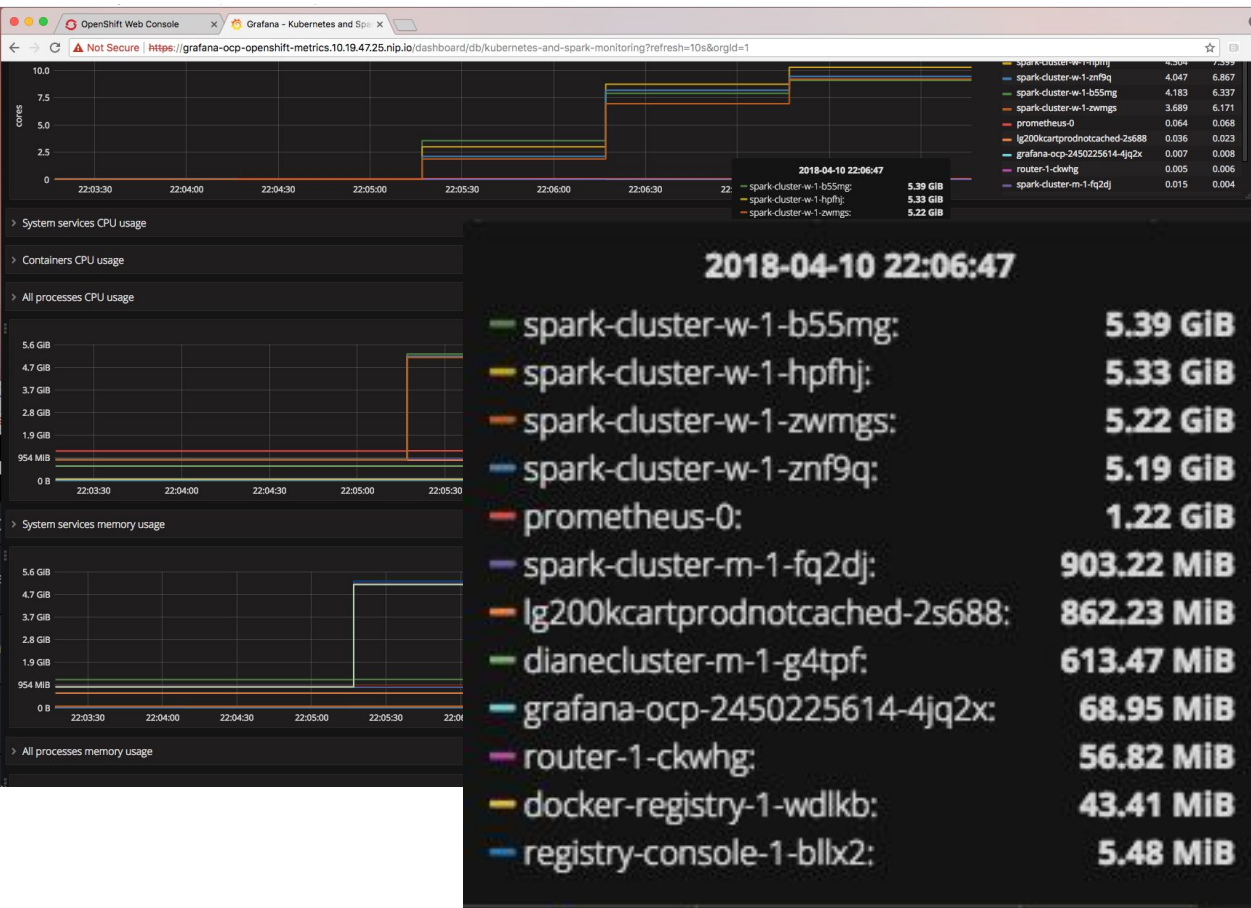 OpenShift Web Console
Grafana - Kubernetes and Spa
Not Secure https://grafana-ocp-openshift-metrics.10.19.47.25.nip.io/dashboard/db/kubernetes-and-spark-monitoring?refresh=10s&orgId=1
cores
10.0
7.5
5.0
2.5
0
22:03:30 22:04:00 22:04:30 22:05:00 22:05:30 22:06:00 22:06:30 22:
spark-cluster-w-1-hpfhj 4.504 7.399
spark-cluster-w-1-znf9q 4.047 6.867
spark-cluster-w-1-b55mg 4.183 6.337
spark-cluster-w-1-zwmgs 3.689 6.171
prometheus-0 0.064 0.068
lg200kcartprodnotcached-2s688 0.036 0.023
grafana-ocp-2450225614-4jq2x 0.007 0.008
router-1-ckwhg 0.005 0.006
spark-cluster-m-1-fq2dj 0.015 0.004
2018-04-10 22:06:47
spark-cluster-w-1-b55mg: 5.39 GiB
spark-cluster-w-1-hpfhj: 5.33 GiB
spark-cluster-w-1-zwmgs: 5.22 GiB
System services CPU usage
Containers CPU usage
All processes CPU usage
5.6 GiB
4.7 GiB
3.7 GiB
2.8 GiB
1.9 GiB
954 MiB
0 B
22:03:30 22:04:00 22:04:30 22:05:00 22:05:30
System services memory usage
5.6 GiB
4.7 GiB
3.7 GiB
2.8 GiB
1.9 GiB
954 MiB
0 B
22:03:30 22:04:00 22:04:30 22:05:00 22:05:30 22:06
All processes memory usage
2018-04-10 22:06:47
spark-cluster-w-1-b55mg: 5.39 GiB
spark-cluster-w-1-hpfhj: 5.33 GiB
spark-cluster-w-1-zwmgs: 5.22 GiB
spark-cluster-w-1-znf9q: 5.19 GiB
prometheus-0: 1.22 GiB
spark-cluster-m-1-fq2dj: 903.22 MiB
lg200kcartprodnotcached-2s688: 862.23 MiB
dianecluster-m-1-g4tpf: 613.47 MiB
grafana-ocp-2450225614-4jq2x: 68.95 MiB
router-1-ckwhg: 56.82 MiB
docker-registry-1-wdlkb: 43.41 MiB
registry-console-1-bllx2: 5.48 MiB